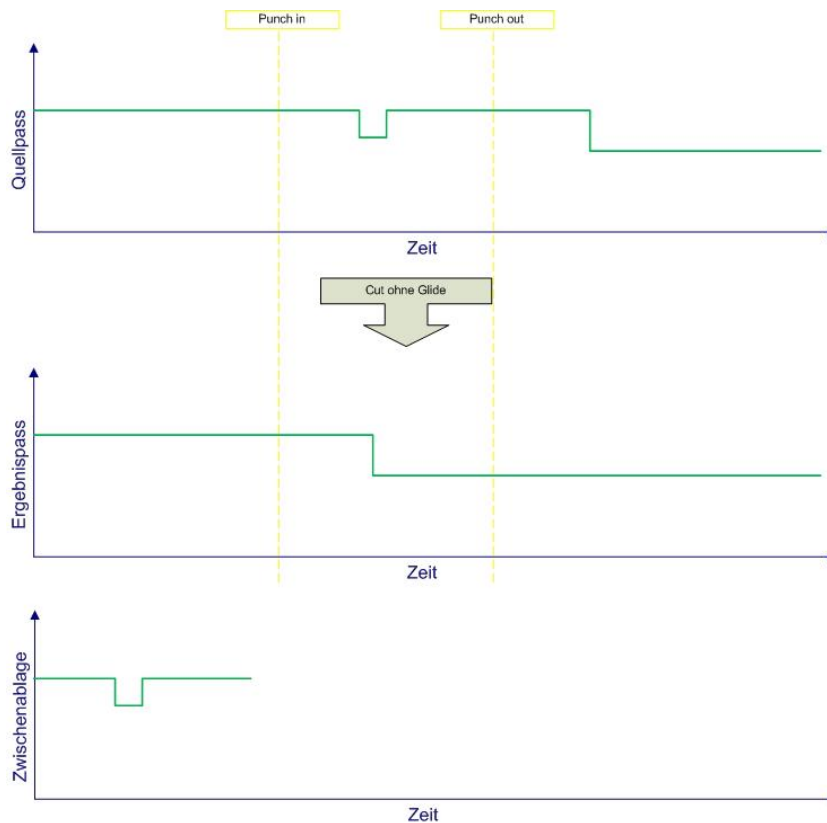 Punch in
Punch out
Quellpass
Zeit
Cut ohne Glide
Ergebnispass
Zeit
Zwischenablage
Zeit